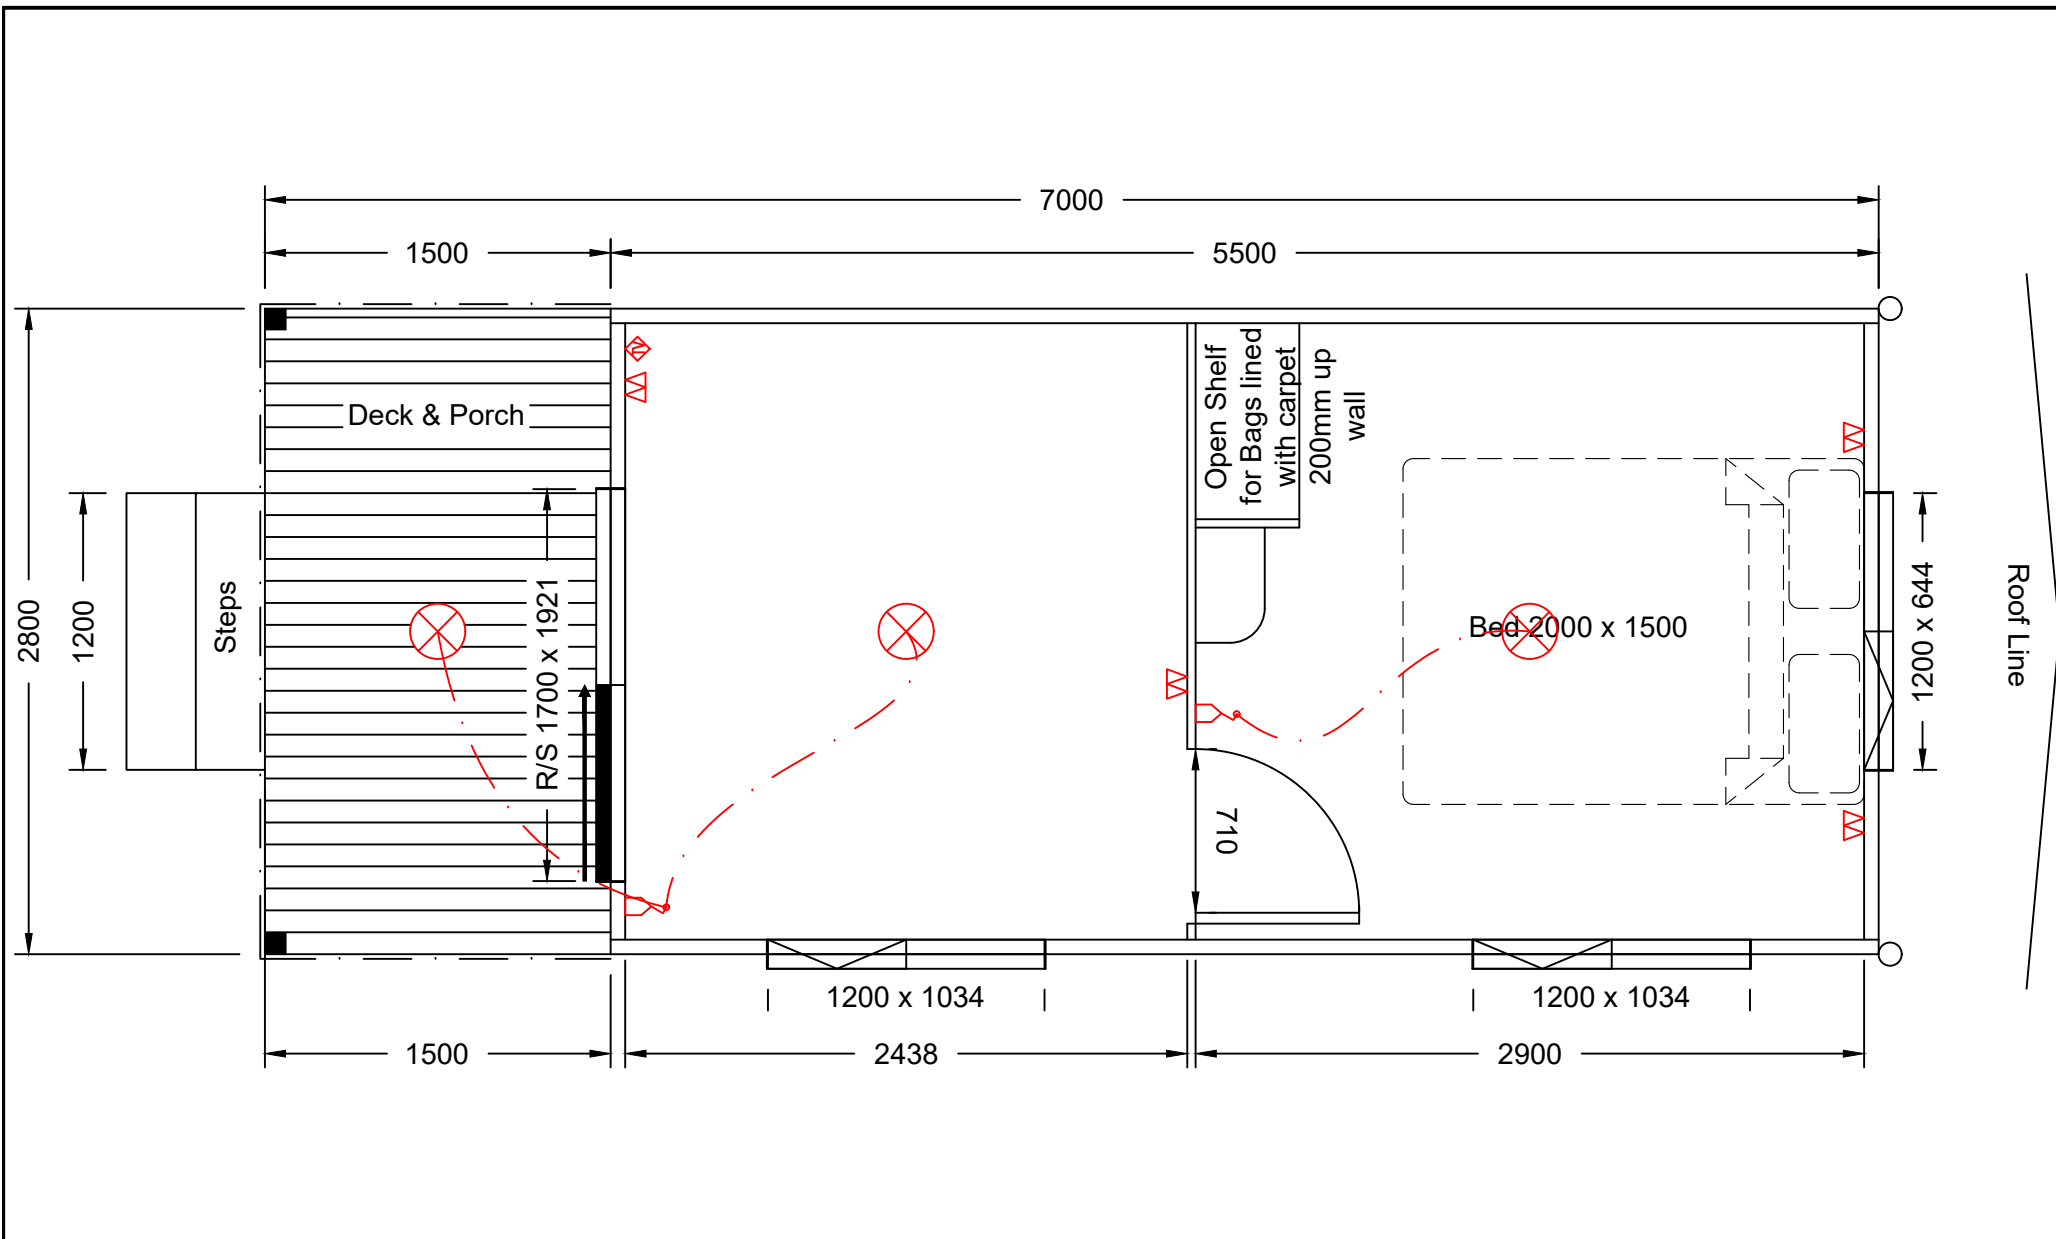 7000
1500
5500
Deck & Porch
Open Shelf
for Bags lined
with carpet
200mm up
wall
2800
1200
Steps
R/S 1700 x 1921
Bed 2000 x 1500
1200 x 644
Roof Line
710
1200 x 1034
1200 x 1034
1500
2438
2900